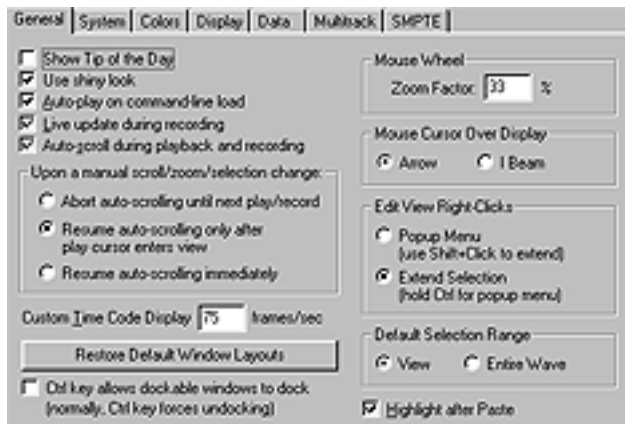 General System Colors Display Data Multitrack SMPTE
Show Tip of the Day
Use shiny look
Auto-play on command-line load
Live update during recording
Auto-scroll during playback and recording
Upon a manual scroll/zoom/selection change:
Abort auto-scrolling until next play/record
Resume auto-scrolling only after
play cursor enters view
Resume auto-scrolling immediately
Custom Time Code Display 75 frames/sec
Restore Default Window Layouts
Ctrl key allows dockable windows to dock
(normally, Ctrl key forces undocking)
Mouse Wheel
Zoom Factor: 33 %
Mouse Cursor Over Display
Arrow I Beam
Edit View Right-Clicks
Popup Menu
(use Shift+Click to extend)
Extend Selection
(hold Ctrl for popup menu)
Default Selection Range
View Entire Wave
Highlight after Paste